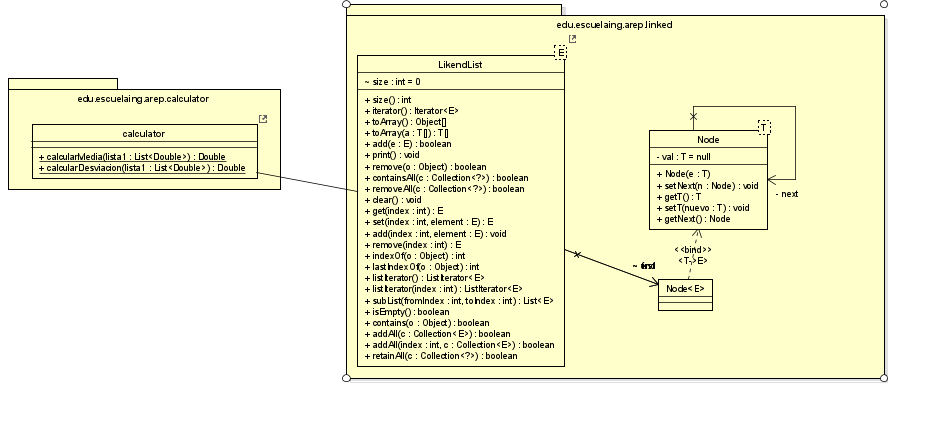 edu.escuelaing.arep.calculator
calculator
+ calcularMedia(lista1 : List<Double>) : Double
+ calcularDesviacion(lista1 : List<Double>) : Double
edu.escuelaing.arep.linked
E
LikendList
~ size : int = 0
+ size() : int
+ iterator() : Iterator<E>
+ toArray() : Object[]
+ toArray(a : T[]) : T[]
+ add(e : E) : boolean
+ print() : void
+ remove(o : Object) : boolean
+ containsAll(c : Collection<?>) : boolean
+ removeAll(c : Collection<?>) : boolean
+ clear() : void
+ get(index : int) : E
+ set(index : int, element : E) : E
+ add(index : int, element : E) : void
+ remove(index : int) : E
+ indexOf(o : Object) : int
+ lastIndexOf(o : Object) : int
+ listIterator() : ListIterator<E>
+ listIterator(index : int) : ListIterator<E>
+ subList(fromIndex : int, toIndex : int) : List<E>
+ isEmpty() : boolean
+ contains(o : Object) : boolean
+ addAll(c : Collection<E>) : boolean
+ addAll(index : int, c : Collection<E>) : boolean
+ retainAll(c : Collection<?>) : boolean
T
Node
- val : T = null
+ Node(e : T)
+ setNext(n : Node) : void
+ getT() : T
+ setT(nuevo : T) : void
+ getNext() : Node
- next
<<bind>>
<T->E>
~
Node<E>